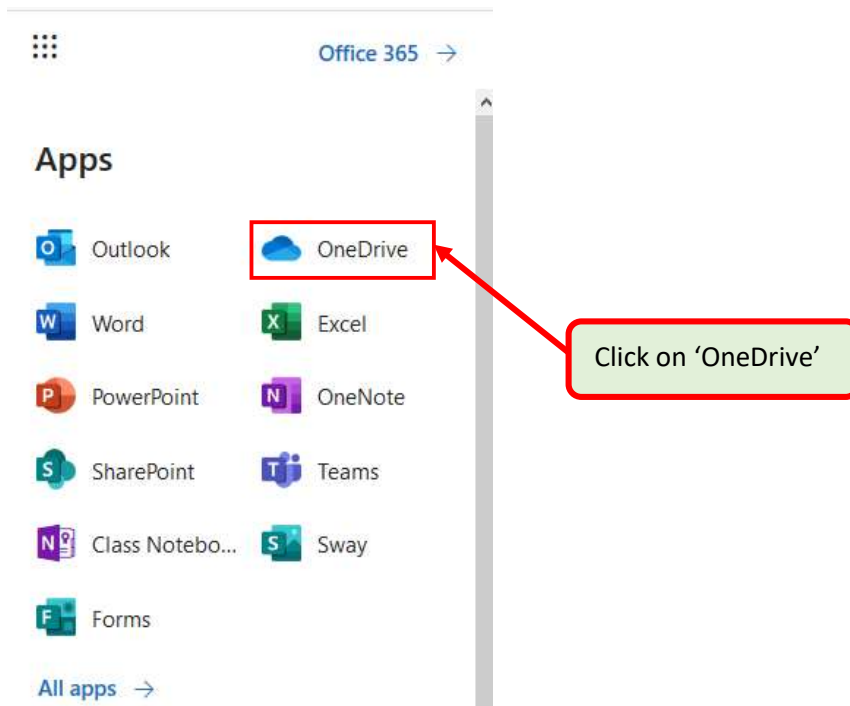 Office 365 →
Apps
Outlook OneDrive
Word Excel
Click on ‘OneDrive’
PowerPoint OneNote
SharePoint Teams
Class Notebo... Sway
Forms
All apps →